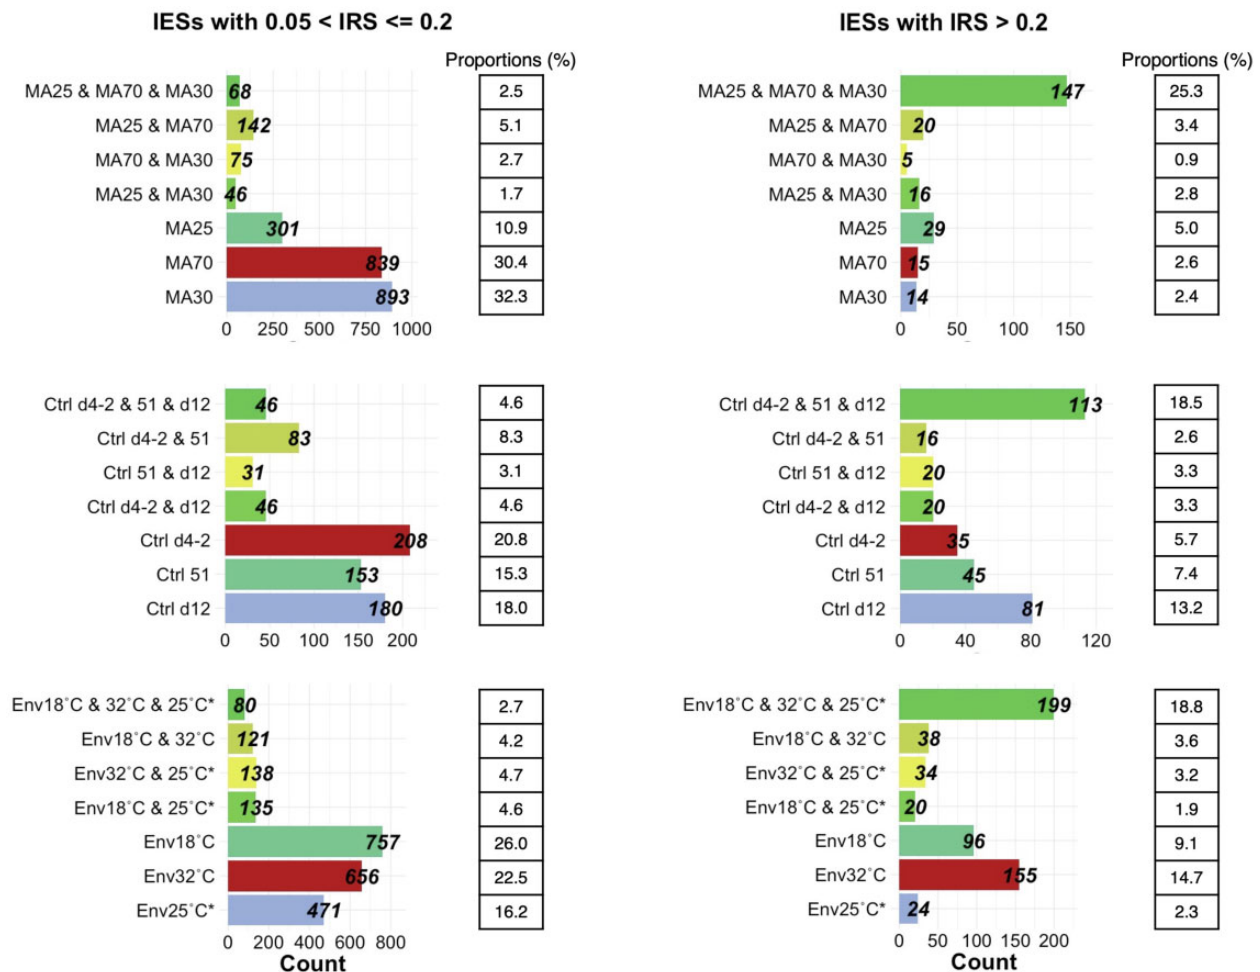 IESs with 0.05 < IRS <= 0.2
Proportions (%)
MA25 & MA70 & MA30 68 2.5
MA25 & MA70 142 5.1
MA70 & MA30 75 2.7
MA25 & MA30 46 1.7
MA25 301 10.9
MA70 839 30.4
MA30 893 32.3
0 250 500 750 1000
Ctrl d4-2 & 51 & d12 46 4.6
Ctrl d4-2 & 51 83 8.3
Ctrl 51 & d12 31 3.1
Ctrl d4-2 & d12 46 4.6
Ctrl d4-2 208 20.8
Ctrl 51 153 15.3
Ctrl d12 180 18.0
0 50 100 150 200
Env18°C & 32°C & 25°C* 80 2.7
Env18°C & 32°C 121 4.2
Env32°C & 25°C* 138 4.7
Env18°C & 25°C* 135 4.6
Env18°C 757 26.0
Env32°C 656 22.5
Env25°C* 471 16.2
0 200 400 600 800
Count
IESs with IRS > 0.2
Proportions (%)
MA25 & MA70 & MA30 147 25.3
MA25 & MA70 20 3.4
MA70 & MA30 5 0.9
MA25 & MA30 16 2.8
MA25 29 5.0
MA70 15 2.6
MA30 14 2.4
0 50 100 150
Ctrl d4-2 & 51 & d12 113 18.5
Ctrl d4-2 & 51 16 2.6
Ctrl 51 & d12 20 3.3
Ctrl d4-2 & d12 20 3.3
Ctrl d4-2 35 5.7
Ctrl 51 45 7.4
Ctrl d12 81 13.2
0 40 80 120
Env18°C & 32°C & 25°C* 199 18.8
Env18°C & 32°C 38 3.6
Env32°C & 25°C* 34 3.2
Env18°C & 25°C* 20 1.9
Env18°C 96 9.1
Env32°C 155 14.7
Env25°C* 24 2.3
0 50 100 150 200
Count